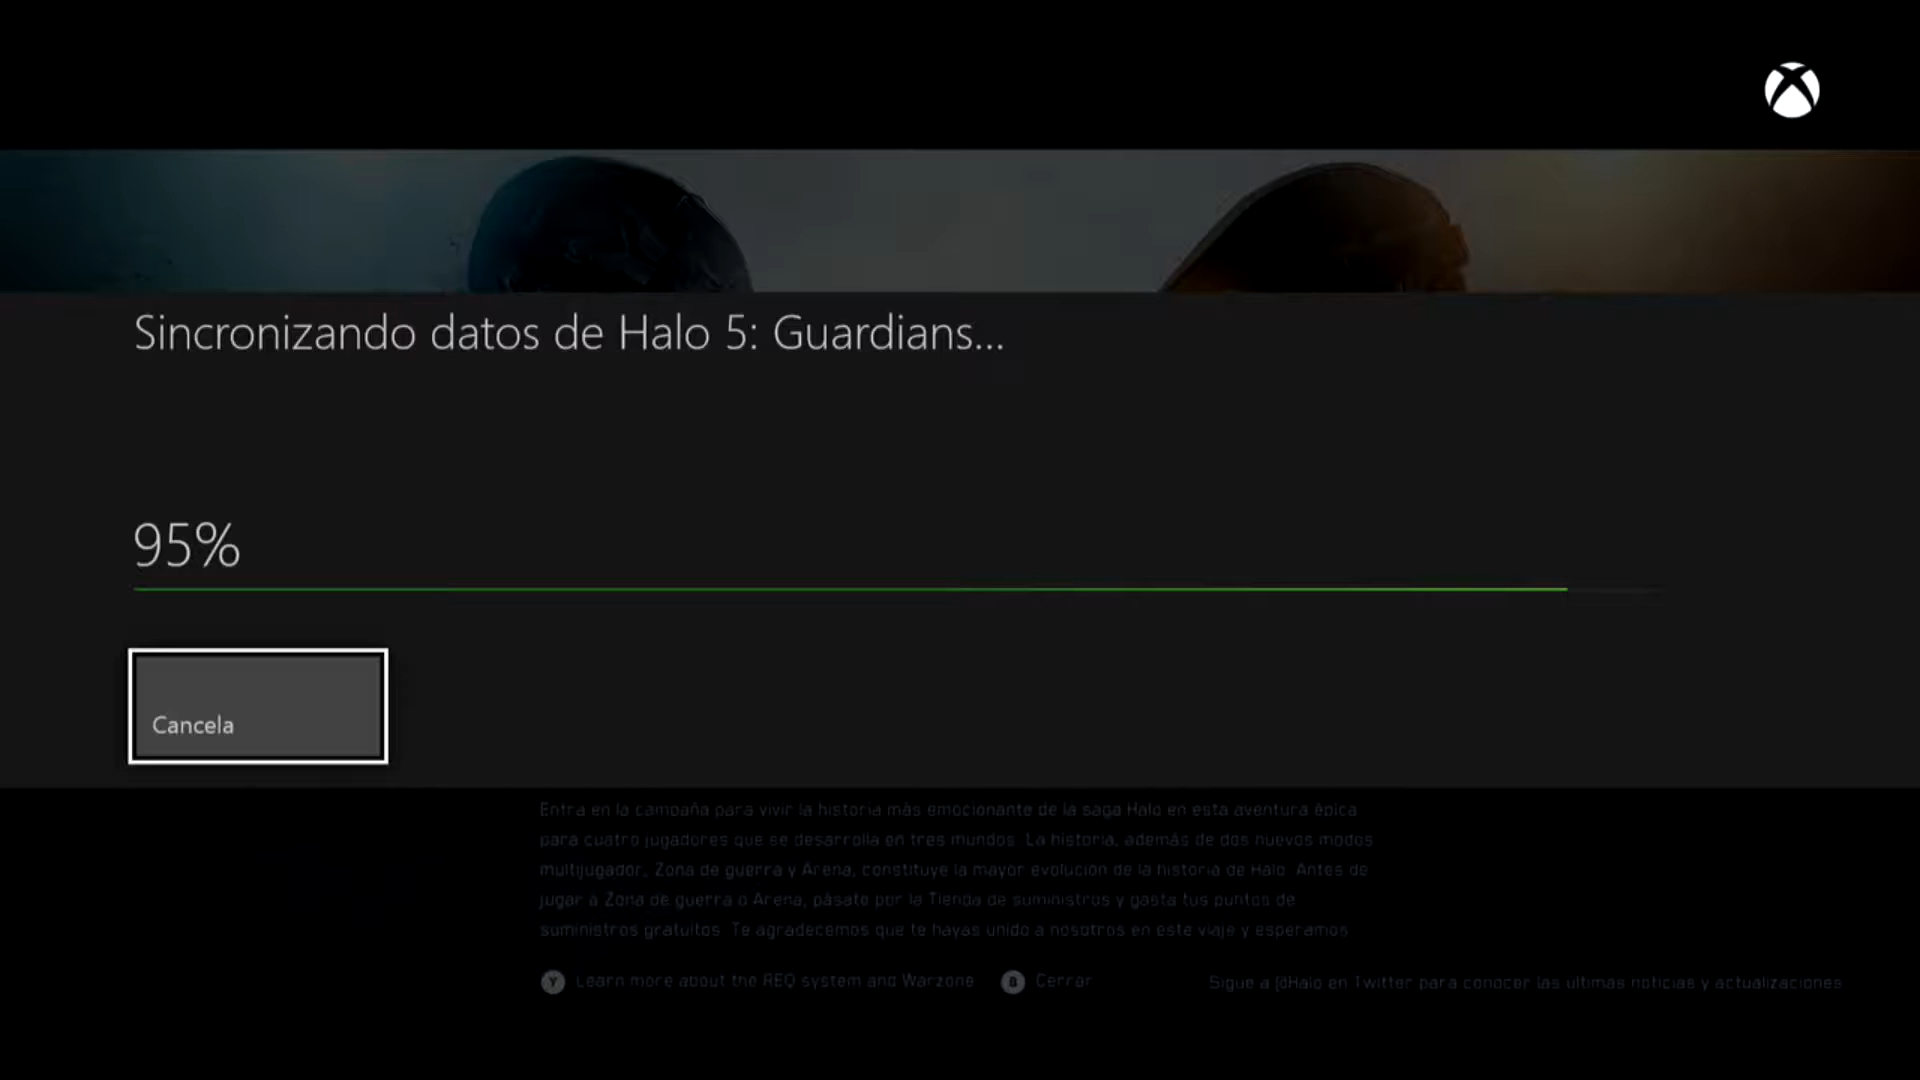 Sincronizando datos de Halo 5: Guardians...
95%
Cancela
Entra en la campaña para vivir la historia más emocionante de la saga Halo en esta aventura épica
para cuatro jugadores que se desarrolla en tres mundos. La historia, además de dos nuevos modos
multijugador, Zona de guerra y Arena, constituye la mayor evolución de la historia de Halo. Antes de
jugar a Zona de guerra o Arena, pásate por la Tienda de suministros y gasta tus puntos de
suministros gratuitos. Te agradecemos que te hayas unido a nosotros en este viaje y esperamos
Y Learn more about the REQ system and Warzone B Cerrar Sigue a @Halo en Twitter para conocer las últimas noticias y actualizaciones